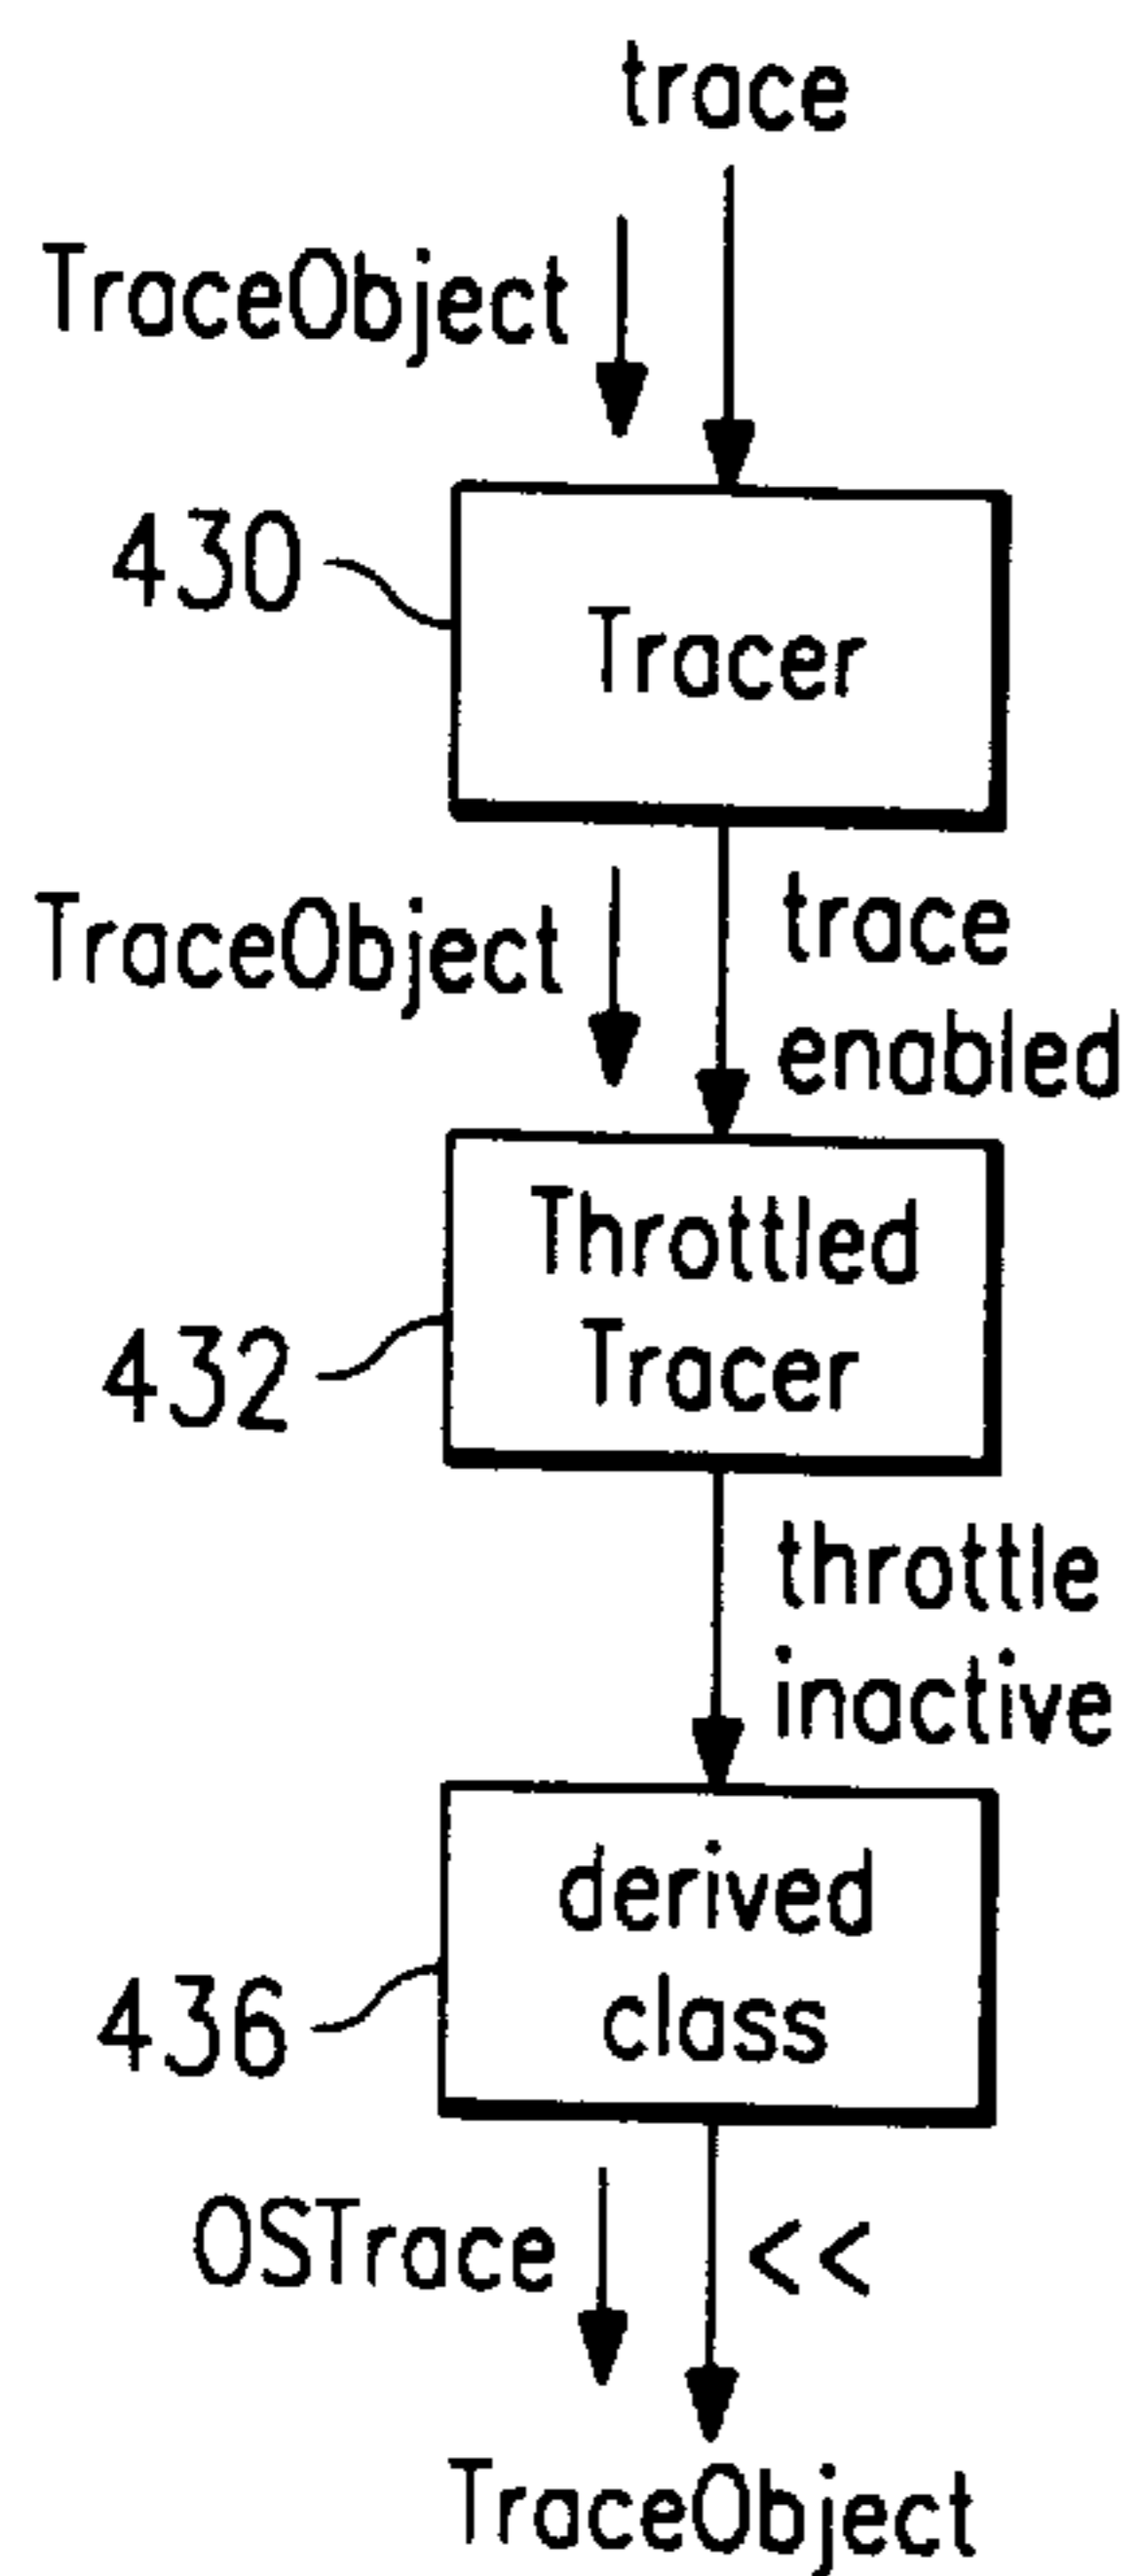 trace
TraceObject
430
Tracer
TraceObject
trace
enabled
Throttled
Tracer
432
throttle
inactive
derived
class
436
OSTrace
<<
TraceObject